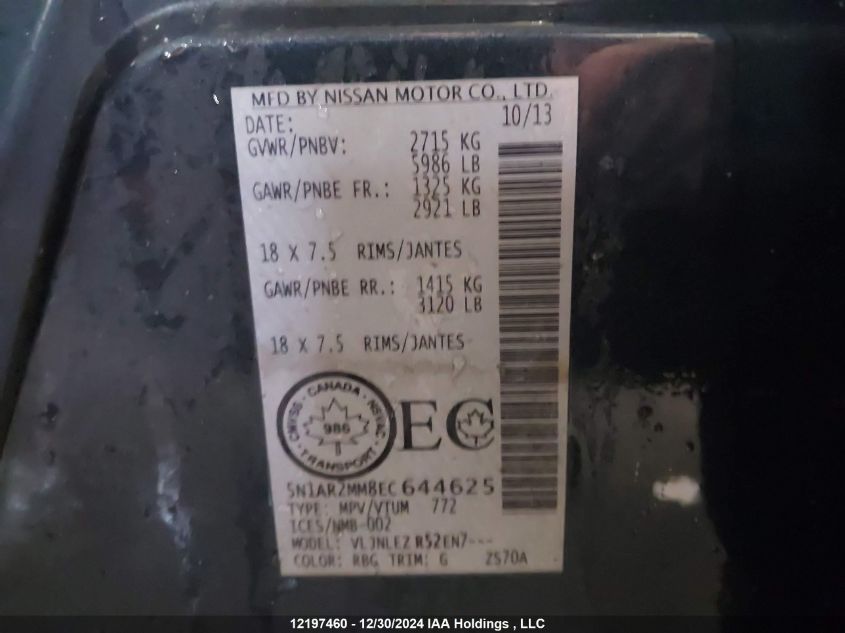 MFD BY NISSAN MOTOR CO., LTD.
DATE: 10/13
GVWR/PNBV: 2715 KG
5986 LB
GAWR/PNBE FR.: 1325 KG
2921 LB
18 X 7.5 RIMS/JANTES
GAWR/PNBE RR.: 1415 KG
3120 LB
18 X 7.5 RIMS/JANTES
CANADA · NSVAC · TRANSPORT · CMVSS
986
EC
5N1AR2MM8EC644625
TYPE: MPV/VTUM 772
ICES/NMB-002
MODEL: VLJNLEZ R52EN7---
COLOR: RBG TRIM: G ZS70A
12197460 - 12/30/2024 IAA Holdings , LLC